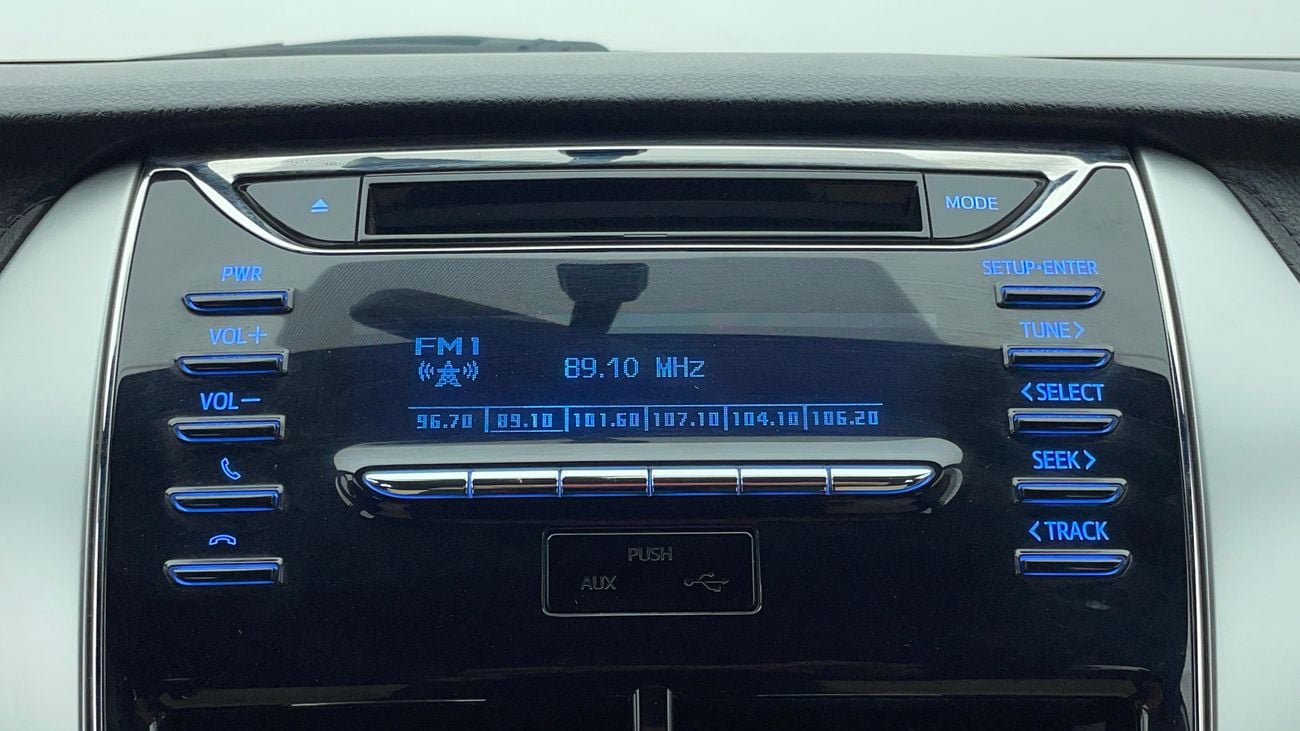 MODE
PWR
SETUP•ENTER
VOL+
TUNE>
FM1
89.10 MHz
VOL−
<SELECT
96.70 89.10 101.60 107.10 104.10 106.20
SEEK>
<TRACK
PUSH
AUX